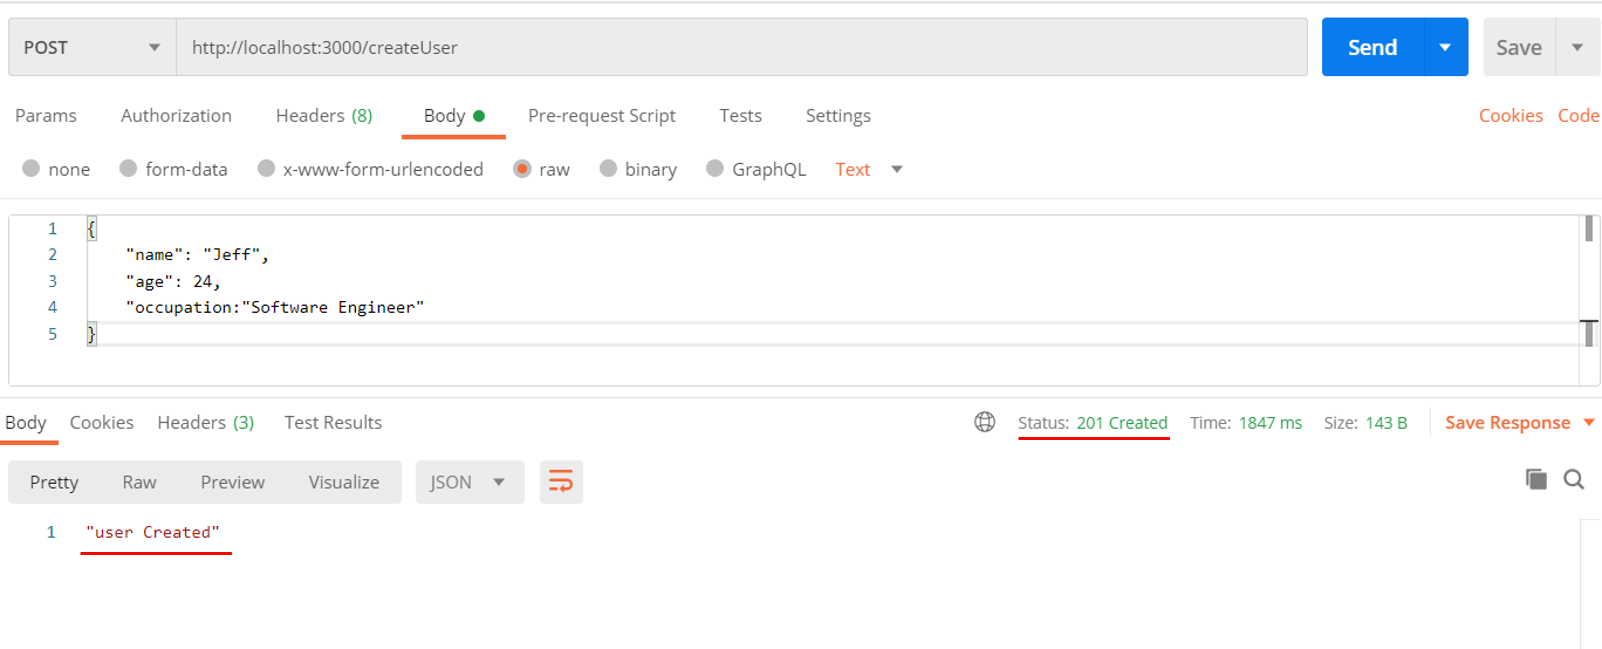 POST http://localhost:3000/createUser Send Save
Params Authorization Headers (8) Body Pre-request Script Tests Settings Cookies Code
none form-data x-www-form-urlencoded raw binary GraphQL Text
1 {
2 "name": "Jeff",
3 "age": 24,
4 "occupation:"Software Engineer"
5 }
Body Cookies Headers (3) Test Results Status: 201 Created Time: 1847 ms Size: 143 B Save Response
Pretty Raw Preview Visualize JSON
1 "user Created"